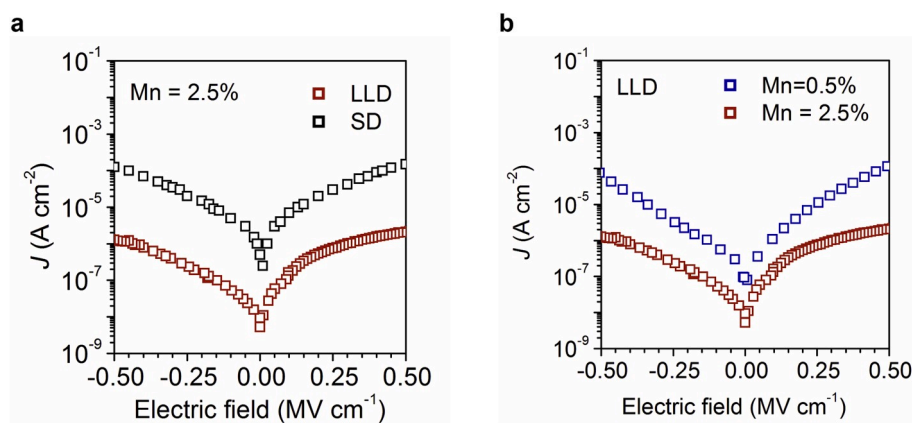 a
10⁻¹
10⁻³
10⁻⁵
10⁻⁷
10⁻⁹
J (A cm⁻²)
Mn = 2.5%
LLD
SD
-0.50 -0.25 0.00 0.25 0.50
Electric field (MV cm⁻¹)
b
10⁻¹
10⁻³
10⁻⁵
10⁻⁷
10⁻⁹
J (A cm⁻²)
LLD
Mn=0.5%
Mn = 2.5%
-0.50 -0.25 0.00 0.25 0.50
Electric field (MV cm⁻¹)